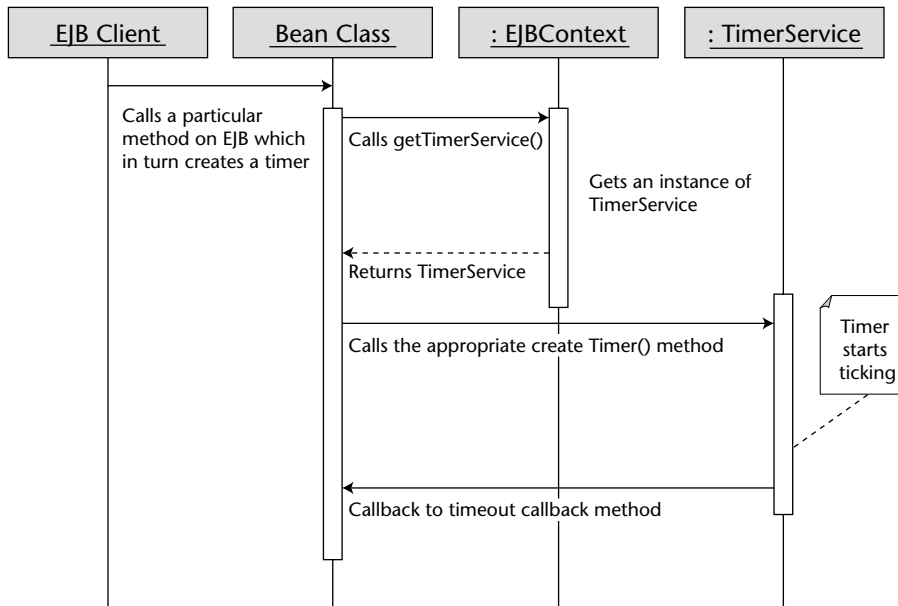 EJB Client
Bean Class
: EJBContext
: TimerService
Calls a particular
method on EJB which
in turn creates a timer
Calls getTimerService()
Gets an instance of
TimerService
Returns TimerService
Calls the appropriate create Timer() method
Timer
starts
ticking
Callback to timeout callback method